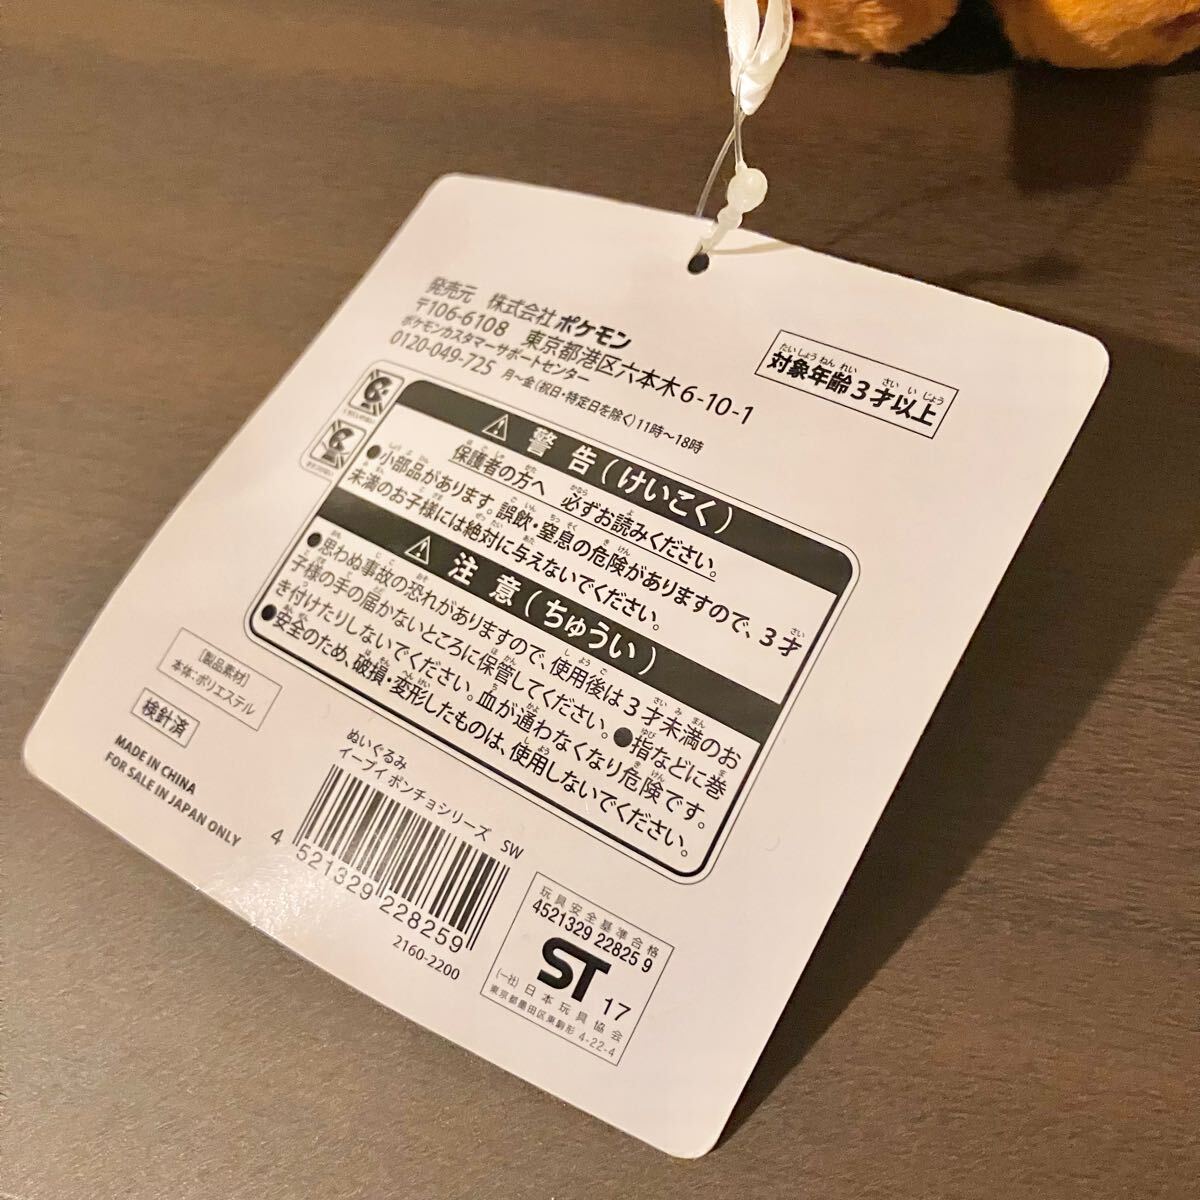 発売元 株式会社 ポケモン
〒106-6108 東京都港区六本木6-10-1
ポケモンカスタマーサポートセンター
0120-049-725 月〜金(祝日・特定日を除く)11時〜18時
対象年齢3才以上
警告(けいこく)
保護者の方へ 必ずお読みください。
●小部品があります。誤飲・窒息の危険がありますので、3才
未満のお子様には絶対に与えないでください。
注意(ちゅうい)
●思わぬ事故の恐れがありますので、使用後は3才未満のお
子様の手の届かないところに保管してください。●指などに巻
き付けたりしないでください。血が通わなくなり危険です。
●安全のため、破損・変形したものは、使用しないでください。
[製品素材]
本体:ポリエステル
検針済
MADE IN CHINA
FOR SALE IN JAPAN ONLY
ぬいぐるみ
イーブイ ポンチョシリーズ SW
4 521329 228259
2160-2200
玩具安全基準合格
4521329 22825 9
ST 17
(一社)日本玩具協会
東京都墨田区東駒形 4-22-4